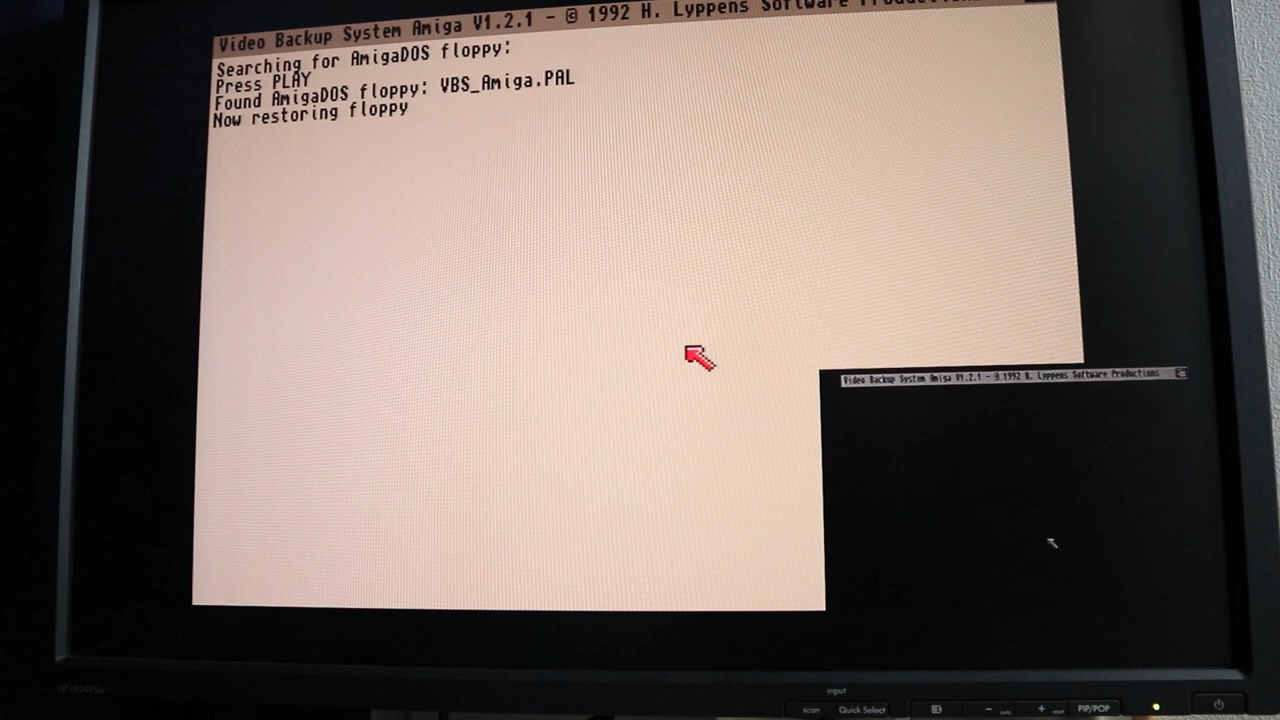 Video Backup System Amiga V1.2.1 - © 1992 H. Lyppens Software Productions
Searching for AmigaDOS floppy:
Press PLAY
Found AmigaDOS floppy: VBS_Amiga.PAL
Now restoring floppy
Video Backup System Amiga V1.2.1 - © 1992 H. Lyppens Software Productions
input
scan
Quick Select
-
+
PIP/POP